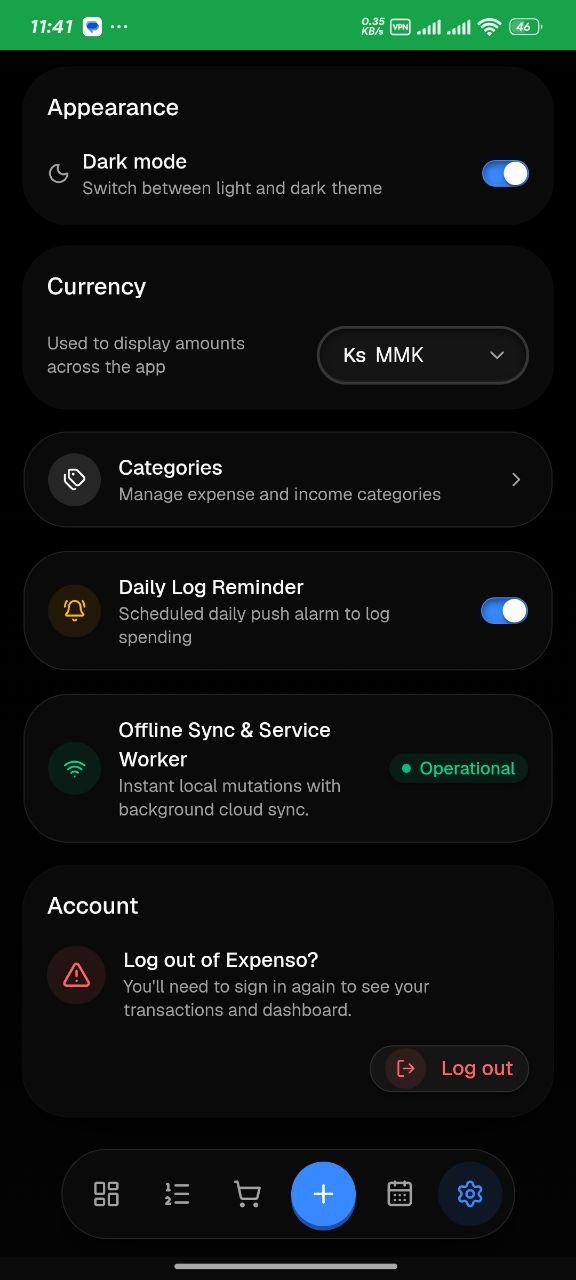 11:41
0.35
KB/s
VPN
46
Appearance
Dark mode
Switch between light and dark theme
Currency
Used to display amounts
across the app
Ks MMK
Categories
Manage expense and income categories
Daily Log Reminder
Scheduled daily push alarm to log
spending
Offline Sync & Service
Worker
Instant local mutations with
background cloud sync.
Operational
Account
Log out of Expenso?
You'll need to sign in again to see your
transactions and dashboard.
Log out